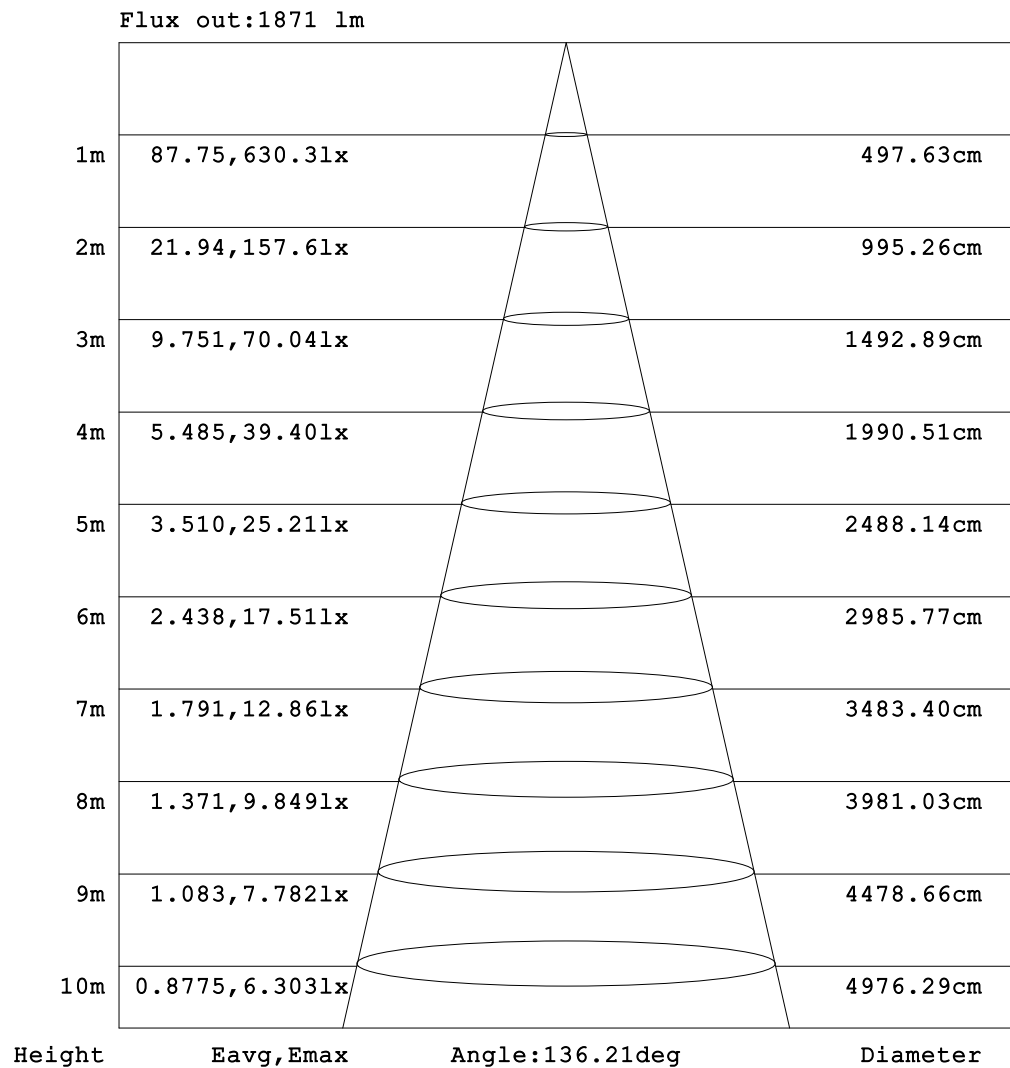 Flux out:1871 lm
1m 87.75,630.3lx 497.63cm
2m 21.94,157.6lx 995.26cm
3m 9.751,70.04lx 1492.89cm
4m 5.485,39.40lx 1990.51cm
5m 3.510,25.21lx 2488.14cm
6m 2.438,17.51lx 2985.77cm
7m 1.791,12.86lx 3483.40cm
8m 1.371,9.849lx 3981.03cm
9m 1.083,7.782lx 4478.66cm
10m 0.8775,6.303lx 4976.29cm
Height Eavg,Emax Angle:136.21deg Diameter